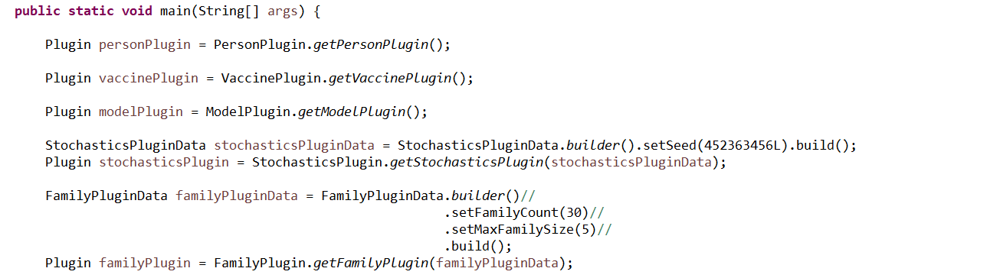 public static void main(String[] args) {
Plugin personPlugin = PersonPlugin.getPersonPlugin();
Plugin vaccinePlugin = VaccinePlugin.getVaccinePlugin();
Plugin modelPlugin = ModelPlugin.getModelPlugin();
StochasticsPluginData stochasticsPluginData = StochasticsPluginData.builder().setSeed(452363456L).build();
Plugin stochasticsPlugin = StochasticsPlugin.getStochasticsPlugin(stochasticsPluginData);
FamilyPluginData familyPluginData = FamilyPluginData.builder()//
.setFamilyCount(30)//
.setMaxFamilySize(5)//
.build();
Plugin familyPlugin = FamilyPlugin.getFamilyPlugin(familyPluginData);